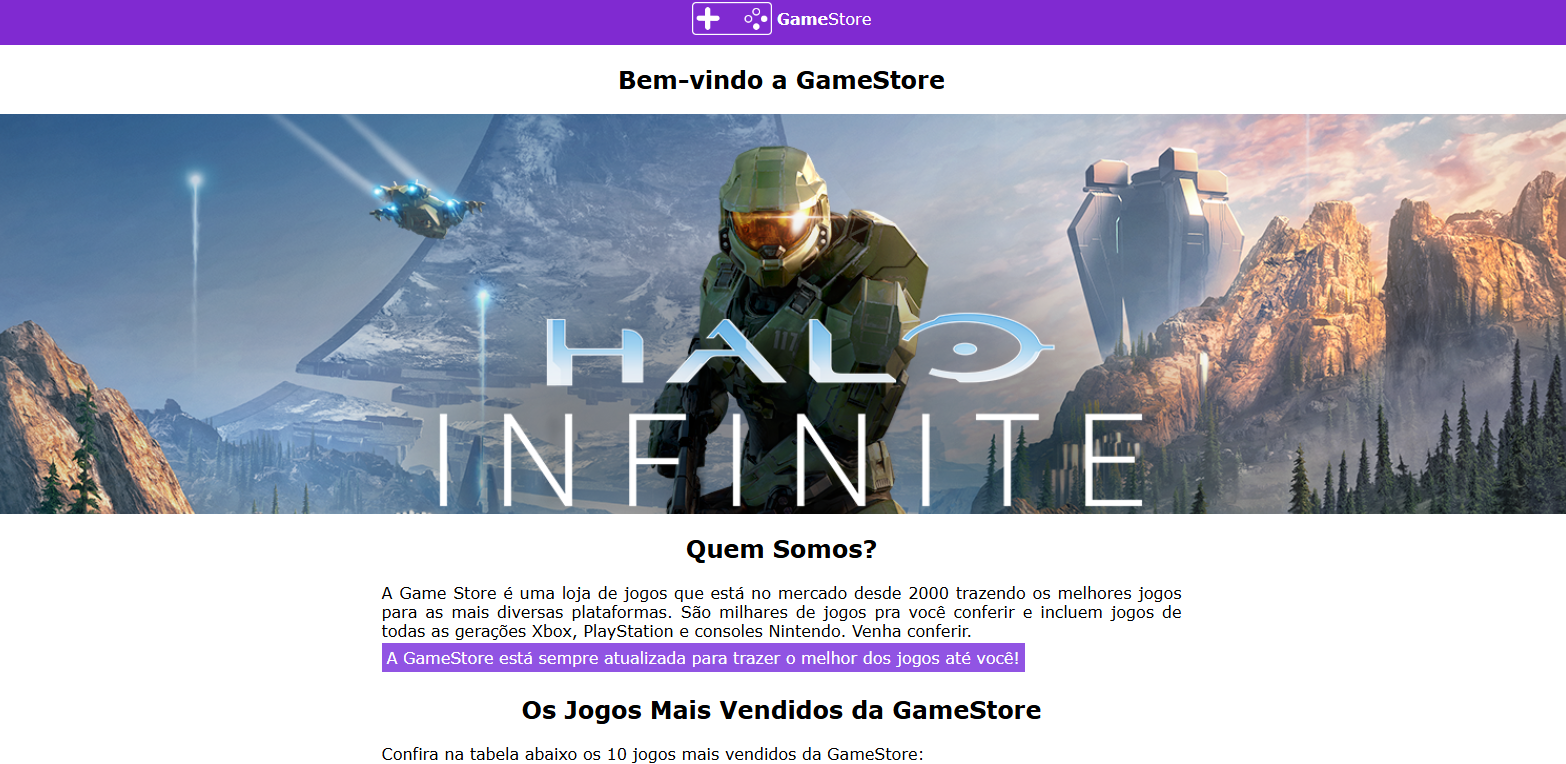 GameStore
Bem-vindo a GameStore
117
HALO
INFINITE
Quem Somos?
A Game Store é uma loja de jogos que está no mercado desde 2000 trazendo os melhores jogos
para as mais diversas plataformas. São milhares de jogos pra você conferir e incluem jogos de
todas as gerações Xbox, PlayStation e consoles Nintendo. Venha conferir.
A GameStore está sempre atualizada para trazer o melhor dos jogos até você!
Os Jogos Mais Vendidos da GameStore
Confira na tabela abaixo os 10 jogos mais vendidos da GameStore: